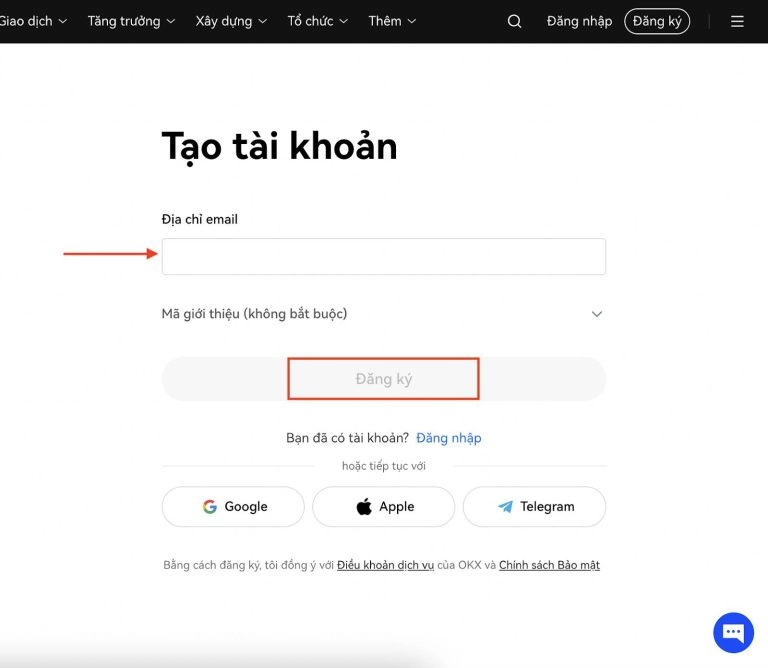 Giao dịch Tăng trưởng Xây dựng Tổ chức Thêm Đăng nhập Đăng ký
Tạo tài khoản
Địa chỉ email
Mã giới thiệu (không bắt buộc)
Đăng ký
Bạn đã có tài khoản? Đăng nhập
hoặc tiếp tục với
Google Apple Telegram
Bằng cách đăng ký, tôi đồng ý với Điều khoản dịch vụ của OKX và Chính sách Bảo mật